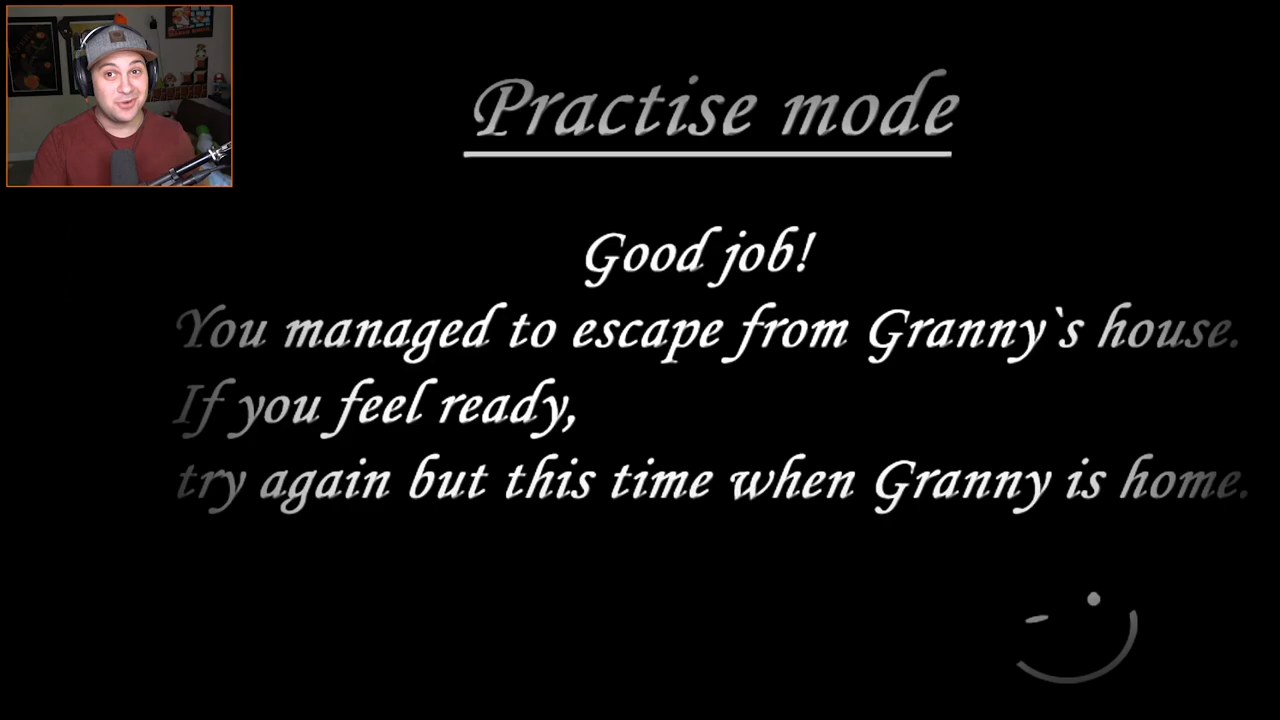 Practise mode
Good job!
You managed to escape from Granny`s house.
If you feel ready,
try again but this time when Granny is home.